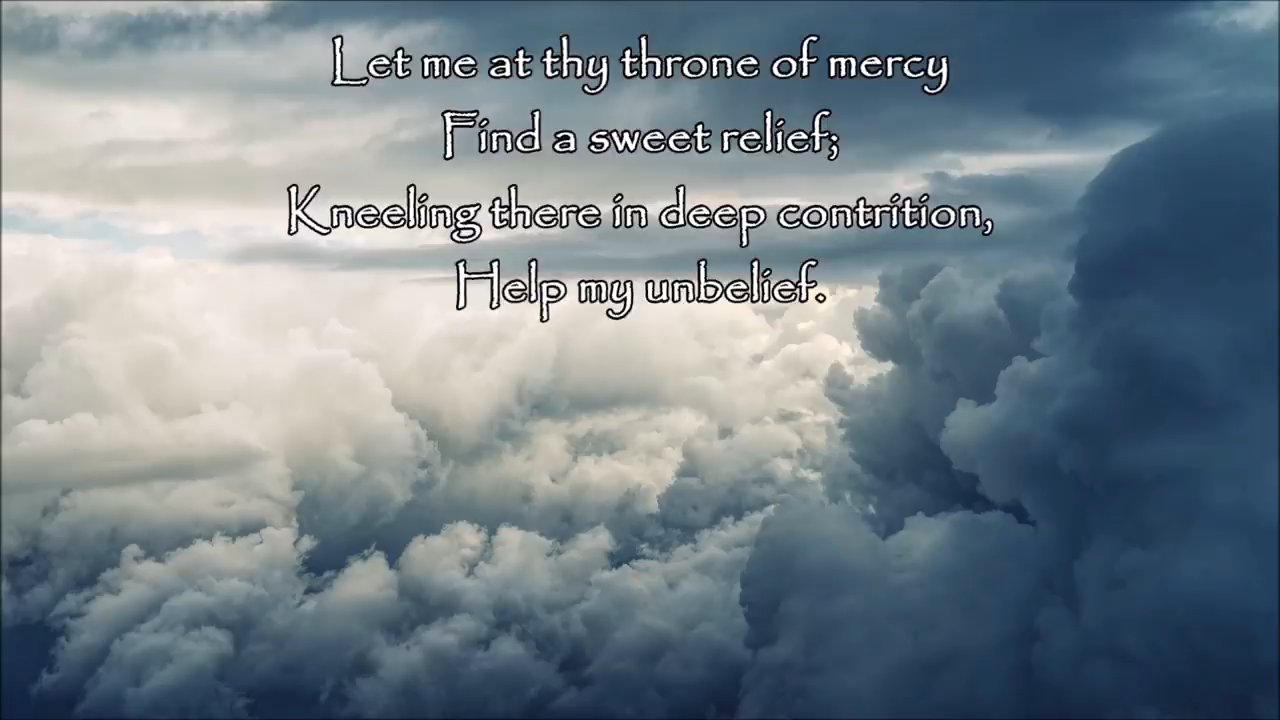 Let me at thy throne of mercy
Find a sweet relief;
Kneeling there in deep contrition,
Help my unbelief.